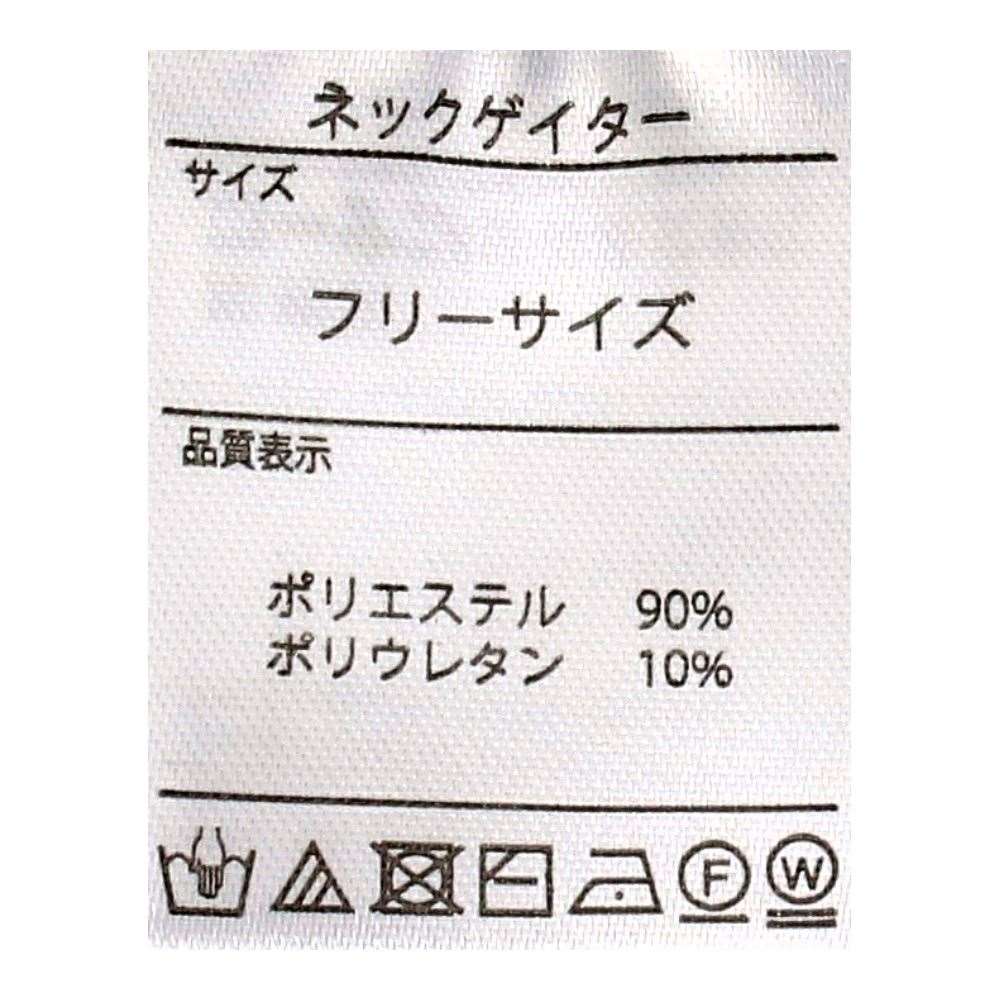 ネックゲイター
サイズ
フリーサイズ
品質表示
ポリエステル 90%
ポリウレタン 10%
F W